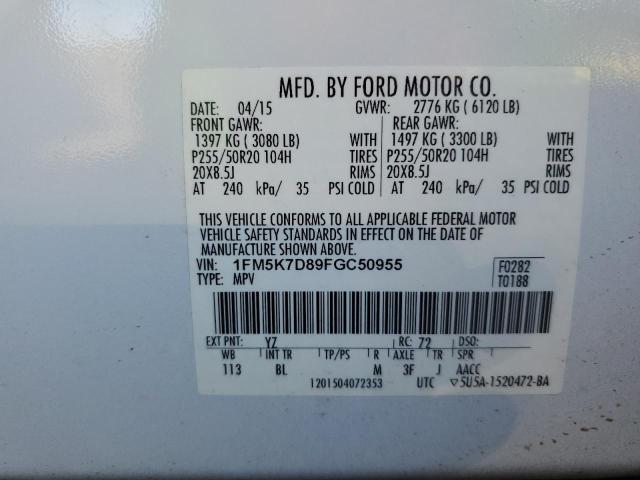 MFD. BY FORD MOTOR CO.
DATE: 04/15 GVWR: 2776 KG ( 6120 LB)
FRONT GAWR: REAR GAWR:
1397 KG ( 3080 LB) WITH 1497 KG ( 3300 LB) WITH
P255/50R20 104H TIRES P255/50R20 104H TIRES
20X8.5J RIMS 20X8.5J RIMS
AT 240 kPa/ 35 PSI COLD AT 240 kPa/ 35 PSI COLD
THIS VEHICLE CONFORMS TO ALL APPLICABLE FEDERAL MOTOR
VEHICLE SAFETY STANDARDS IN EFFECT ON THE DATE OF
MANUFACTURE SHOWN ABOVE.
VIN: 1FM5K7D89FGC50955 F0282
TYPE: MPV T0188
EXT PNT: YZ RC: 72 DSO:
WB INT TR TP/PS R AXLE TR SPR
113 BL M 3F J AACC
1201504072353 UTC ▽5U5A-1520472-BA